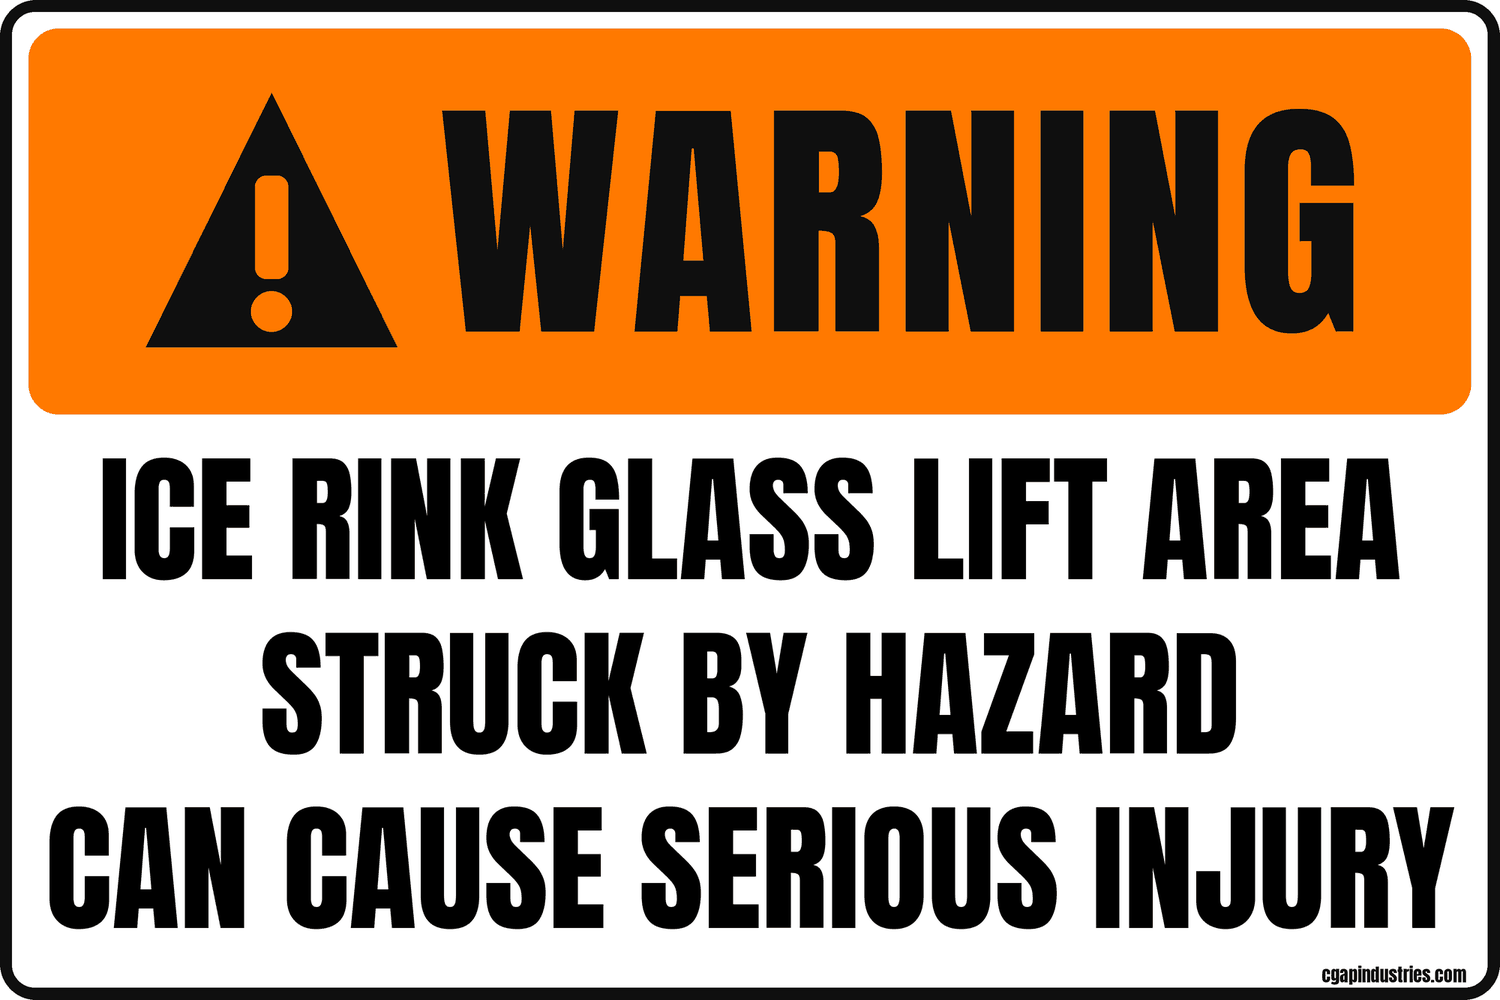 WARNING
ICE RINK GLASS LIFT AREA
STRUCK BY HAZARD
CAN CAUSE SERIOUS INJURY
cgapindustries.com